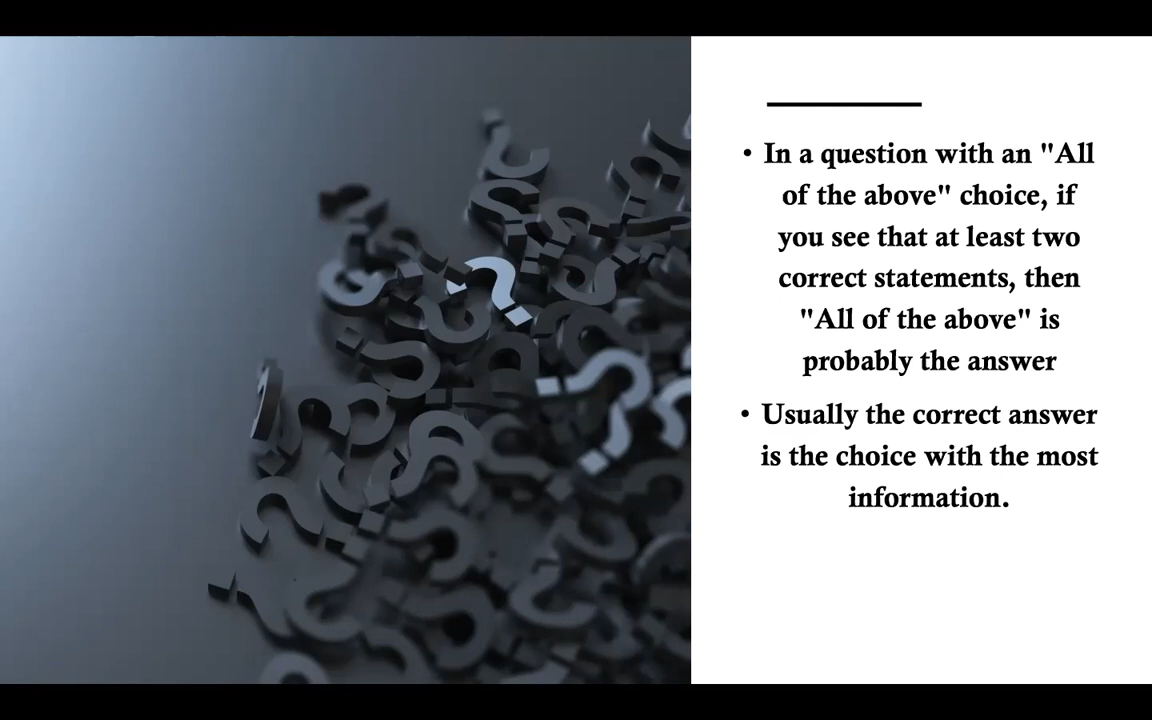 • In a question with an "All
of the above" choice, if
you see that at least two
correct statements, then
"All of the above" is
probably the answer
• Usually the correct answer
is the choice with the most
information.